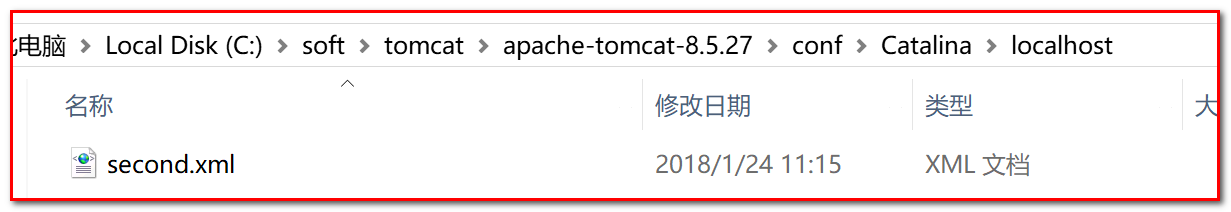 电脑 > Local Disk (C:) > soft > tomcat > apache-tomcat-8.5.27 > conf > Catalina > localhost
名称 修改日期 类型 大
second.xml 2018/1/24 11:15 XML 文档